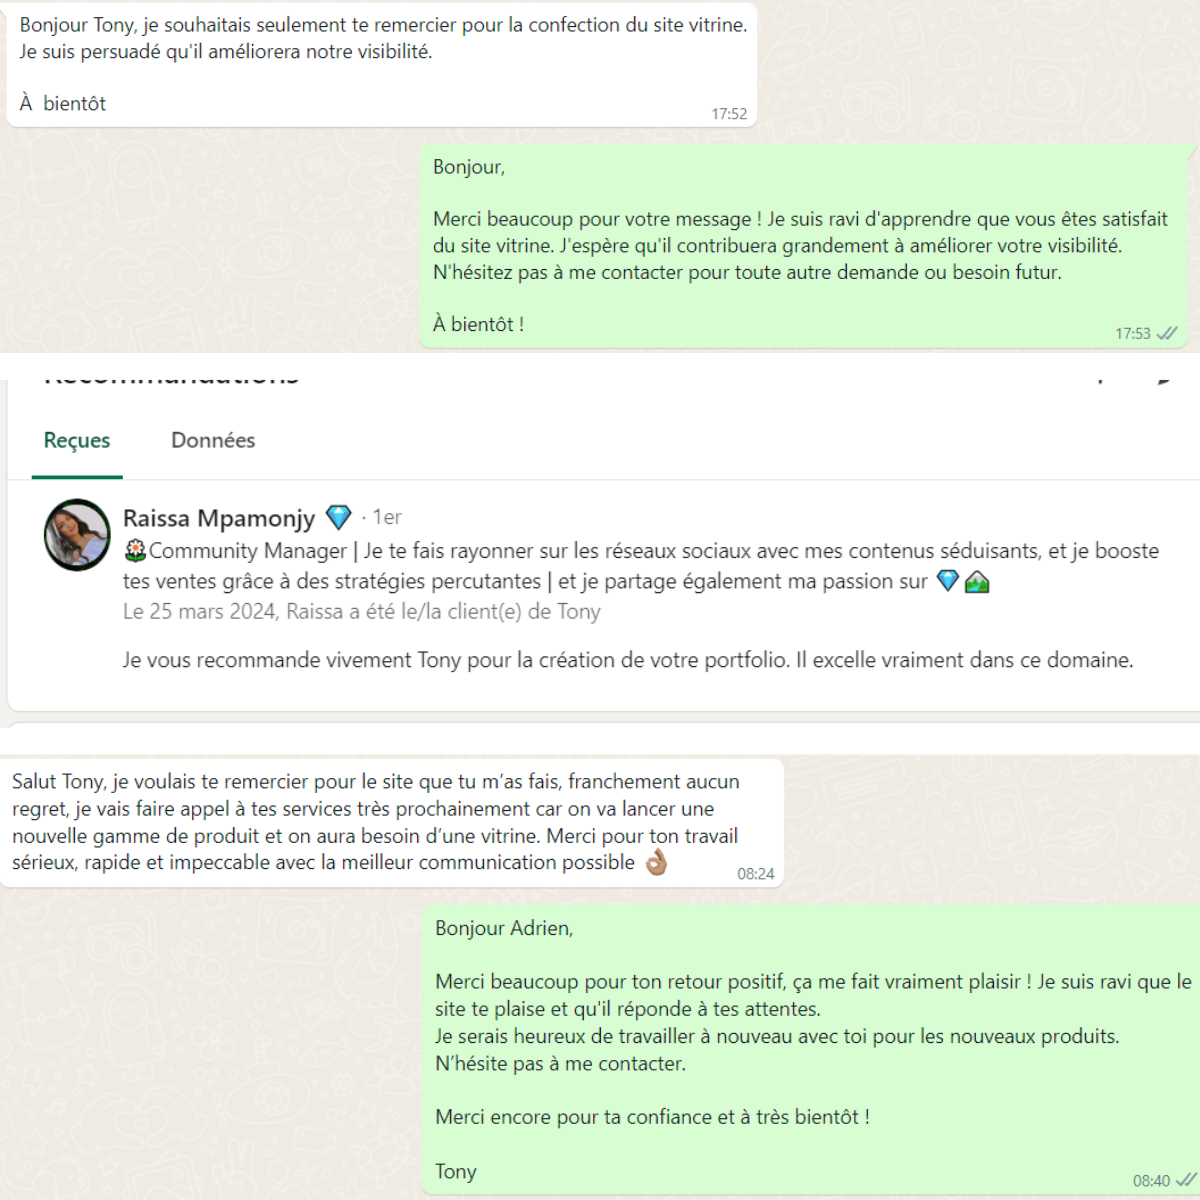 Bonjour Tony, je souhaitais seulement te remercier pour la confection du site vitrine.
Je suis persuadé qu'il améliorera notre visibilité.
À bientôt
17:52
Bonjour,
Merci beaucoup pour votre message ! Je suis ravi d'apprendre que vous êtes satisfait
du site vitrine. J'espère qu'il contribuera grandement à améliorer votre visibilité.
N'hésitez pas à me contacter pour toute autre demande ou besoin futur.
À bientôt !
17:53
Recommandations
Reçues Données
Raissa Mpamonjy 💎 · 1er
🌼Community Manager | Je te fais rayonner sur les réseaux sociaux avec mes contenus séduisants, et je booste
tes ventes grâce à des stratégies percutantes | et je partage également ma passion sur 💎🏞️
Le 25 mars 2024, Raissa a été le/la client(e) de Tony
Je vous recommande vivement Tony pour la création de votre portfolio. Il excelle vraiment dans ce domaine.
Salut Tony, je voulais te remercier pour le site que tu m’as fais, franchement aucun
regret, je vais faire appel à tes services très prochainement car on va lancer une
nouvelle gamme de produit et on aura besoin d’une vitrine. Merci pour ton travail
sérieux, rapide et impeccable avec la meilleur communication possible 👌🏽
08:24
Bonjour Adrien,
Merci beaucoup pour ton retour positif, ça me fait vraiment plaisir ! Je suis ravi que le
site te plaise et qu'il réponde à tes attentes.
Je serais heureux de travailler à nouveau avec toi pour les nouveaux produits.
N’hésite pas à me contacter.
Merci encore pour ta confiance et à très bientôt !
Tony
08:40